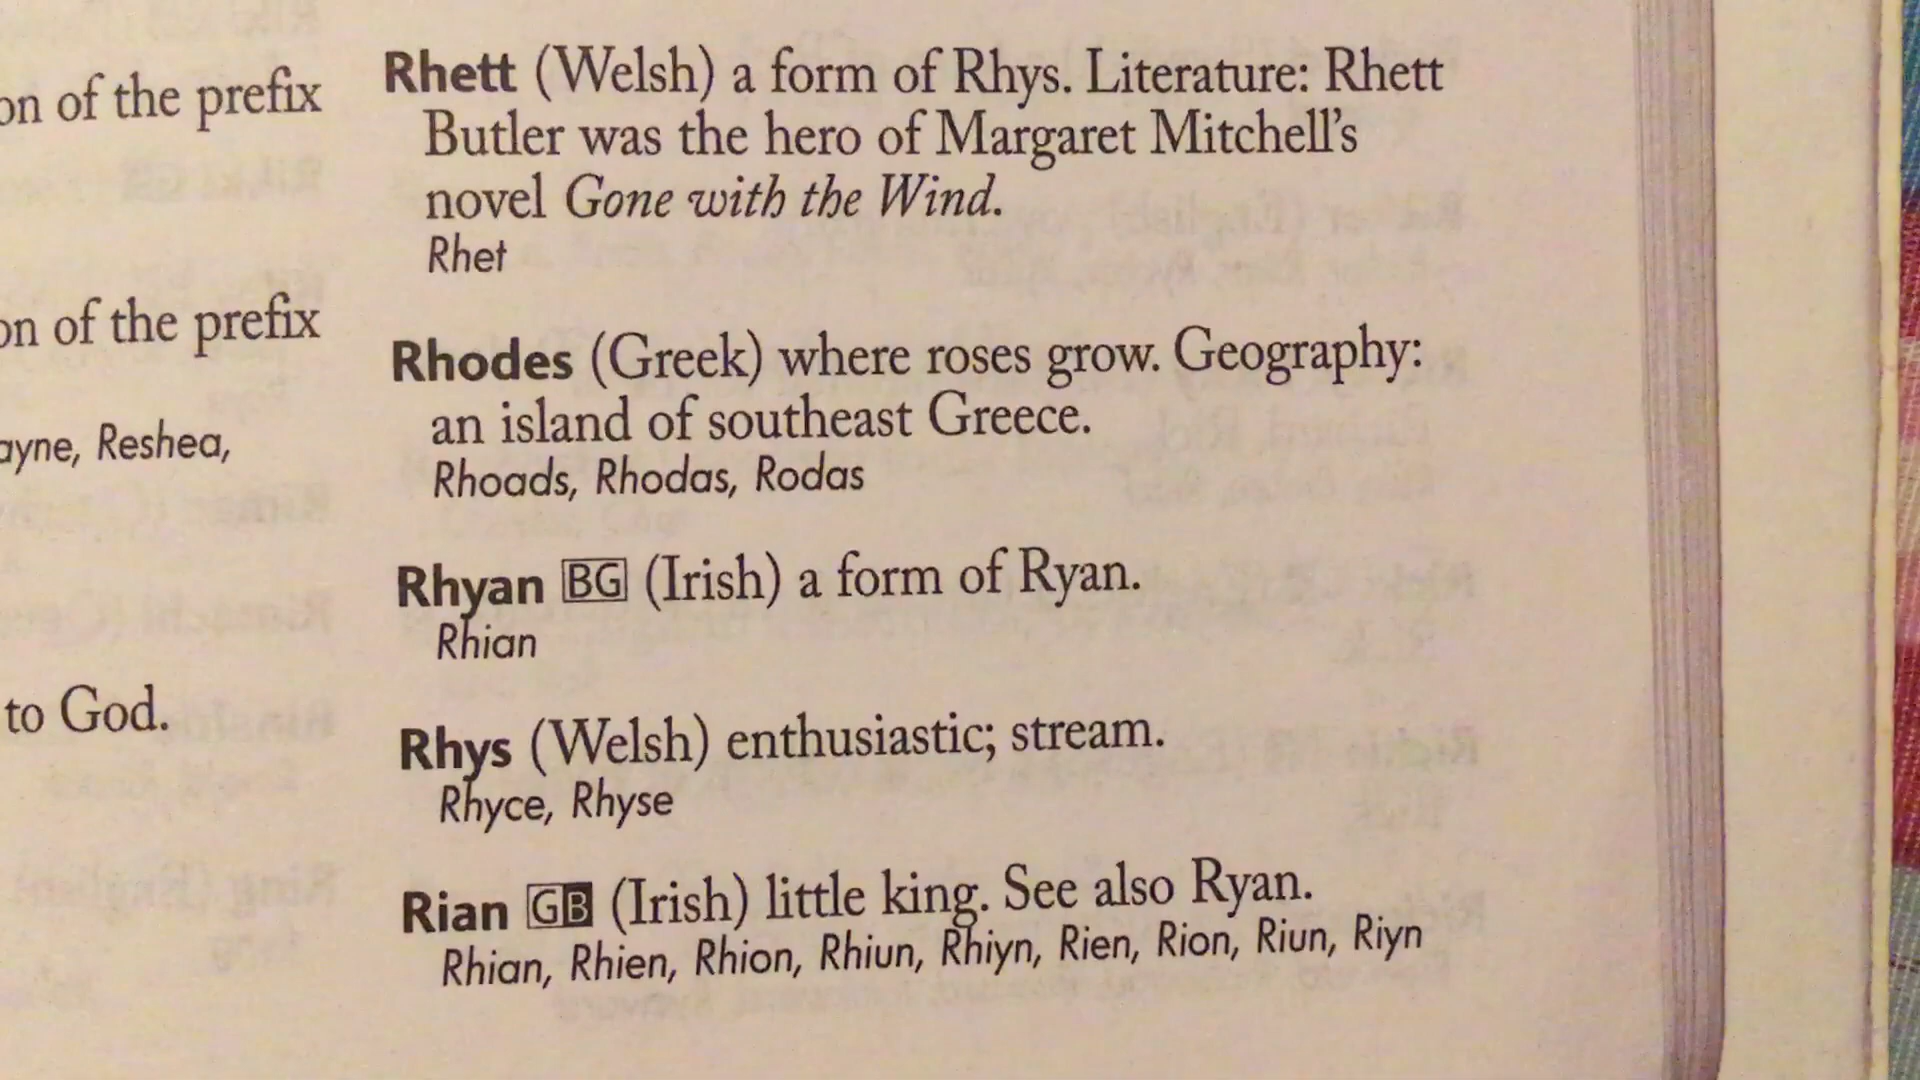 on of the prefix
on of the prefix
ayne, Reshea,
to God.
Rhett (Welsh) a form of Rhys. Literature: Rhett
Butler was the hero of Margaret Mitchell's
novel Gone with the Wind.
Rhet
Rhodes (Greek) where roses grow. Geography:
an island of southeast Greece.
Rhoads, Rhodas, Rodas
Rhyan BG (Irish) a form of Ryan.
Rhian
Rhys (Welsh) enthusiastic; stream.
Rhyce, Rhyse
Rian GB (Irish) little king. See also Ryan.
Rhian, Rhien, Rhion, Rhiun, Rhiyn, Rien, Rion, Riun, Riyn